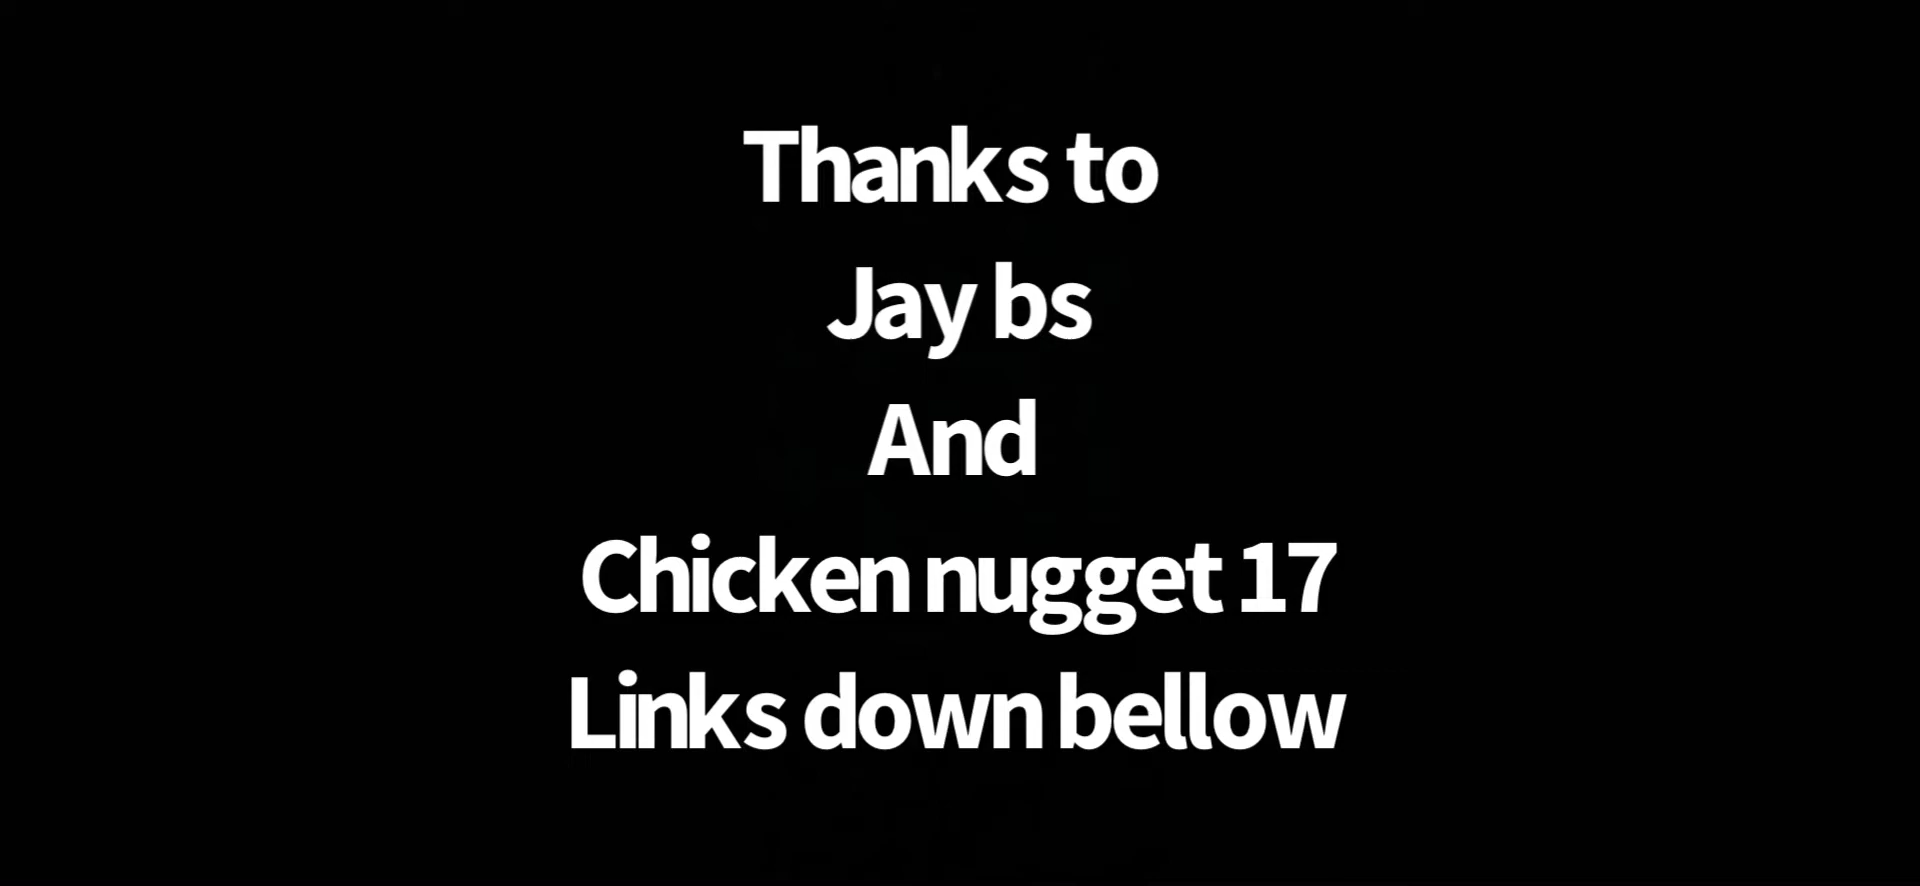 Thanks to
Jay bs
And
Chicken nugget 17
Links down bellow